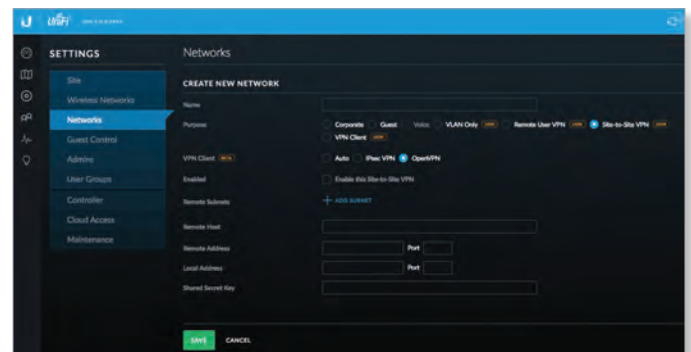 U UniFi
SETTINGS
Networks
Site
CREATE NEW NETWORK
Wireless Networks
Name
Networks
Purpose
Corporate Guest Voice VLAN Only Remote User VPN Site-to-Site VPN
Guest Control
VPN Client
Admins
VPN Client BETA
Auto IPsec VPN OpenVPN
User Groups
Enabled
Enable this Site-to-Site VPN
Controller
Remote Subnets
+ ADD SUBNET
Cloud Access
Remote Host
Maintenance
Remote Address
Port
Local Address
Port
Shared Secret Key
SAVE CANCEL